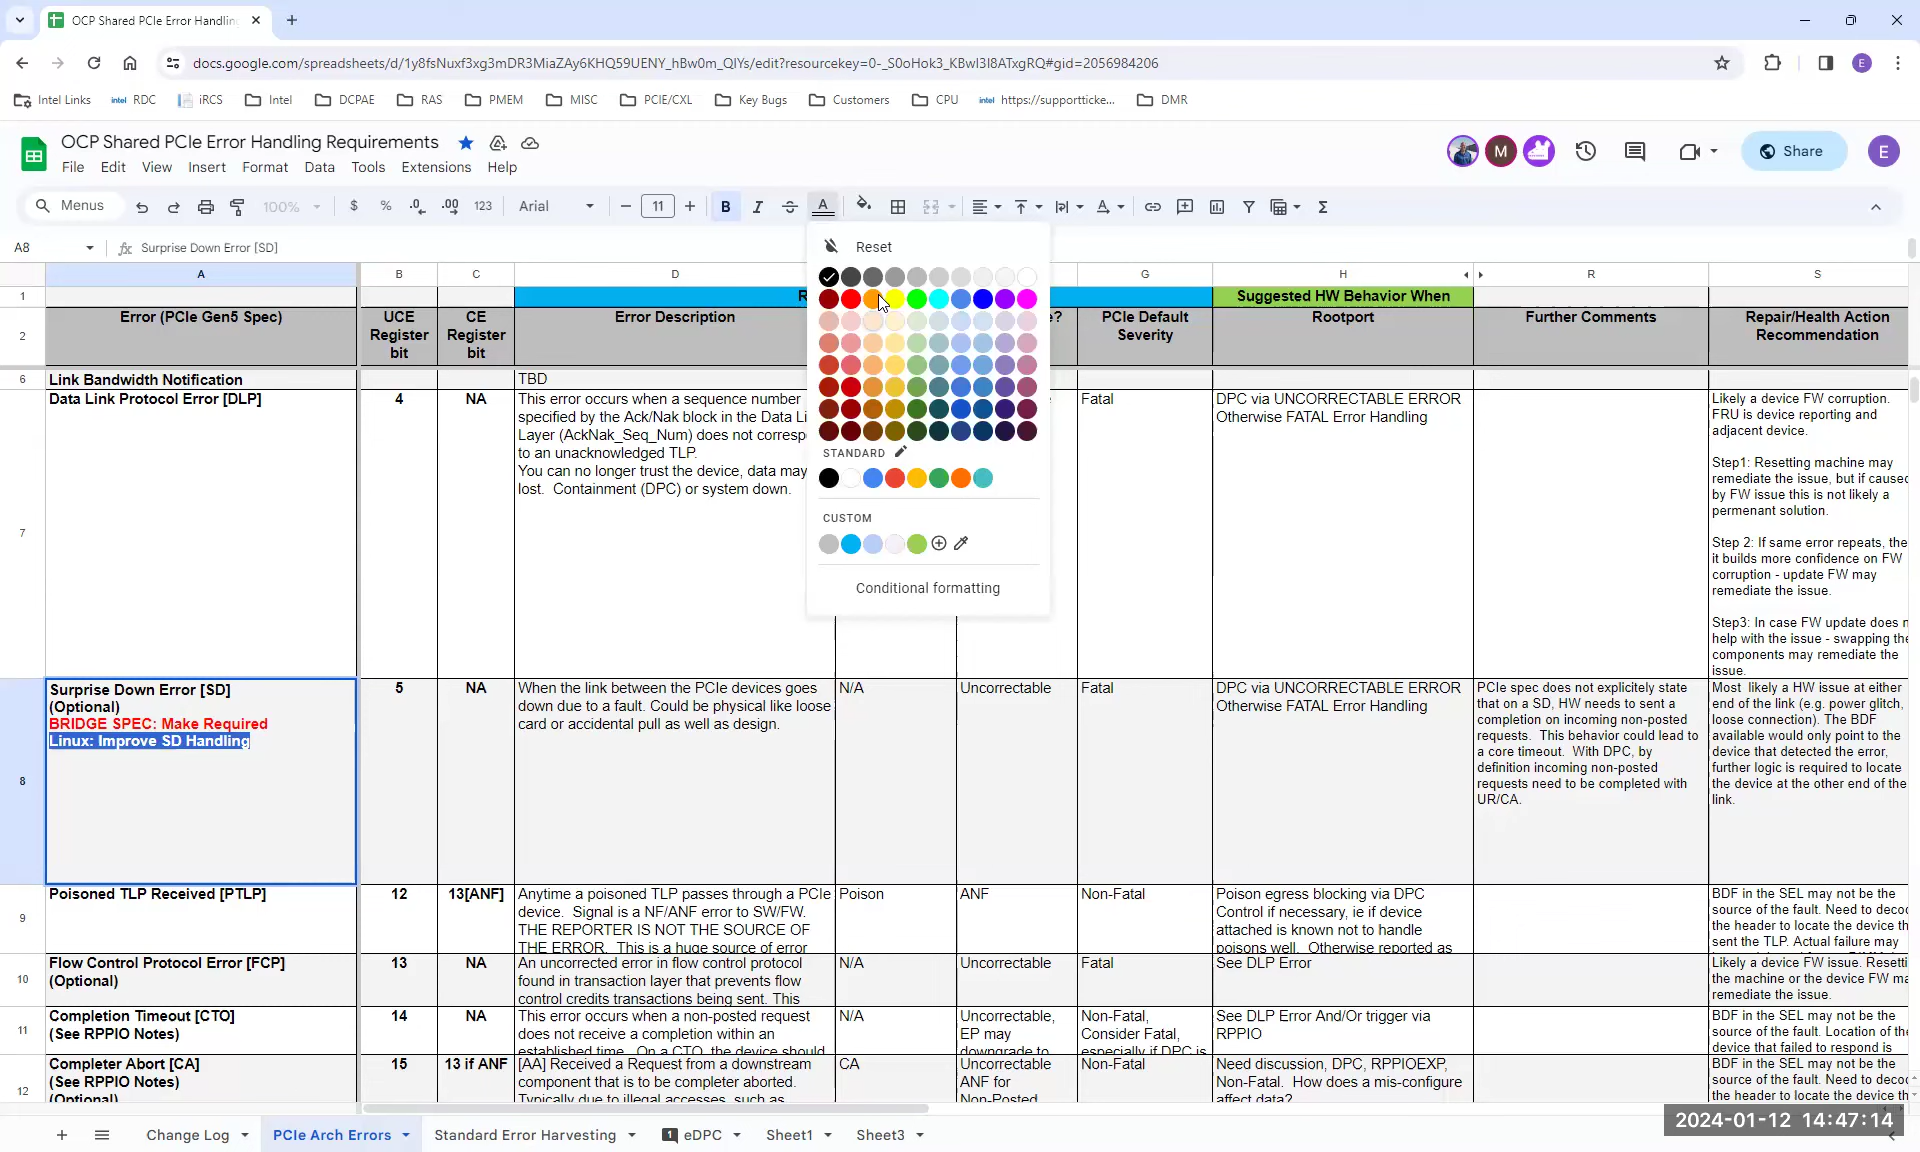 OCP Shared PCIe Error Handling
docs.google.com/spreadsheets/d/1y8fsNuxf3xg3mDR3MiaZAy6KHQ59UENY_hBw0m_QIYs/edit?resourcekey=0-_S0oHok3_KBwI3I8ATxgRQ#gid=2056984206
E
Intel Links
intel RDC
iRCS
Intel
DCPAE
RAS
PMEM
MISC
PCIE/CXL
Key Bugs
Customers
CPU
intel https://supportticke...
DMR
OCP Shared PCIe Error Handling Requirements
M
Share
E
File Edit View Insert Format Data Tools Extensions Help
Menus
100%
$ % .0 .00 123
Arial
11
B I A
A8
Surprise Down Error [SD]
Reset
STANDARD
CUSTOM
Conditional formatting
A B C D G H R S
1
Suggested HW Behavior When
2
Error (PCIe Gen5 Spec)
UCE
Register
bit
CE
Register
bit
Error Description
PCIe Default
Severity
Rootport
Further Comments
Repair/Health Action
Recommendation
6
Link Bandwidth Notification
TBD
7
Data Link Protocol Error [DLP]
4
NA
This error occurs when a sequence number
specified by the Ack/Nak block in the Data Li
Layer (AckNak_Seq_Num) does not corresp
to an unacknowledged TLP.
You can no longer trust the device, data may
lost.  Containment (DPC) or system down.
Fatal
DPC via UNCORRECTABLE ERROR
Otherwise FATAL Error Handling
Likely a device FW corruption.
FRU is device reporting and
adjacent device.
Step1: Resetting machine may
remediate the issue, but if cause
by FW issue this is not likely a
permenant solution.
Step 2: If same error repeats, the
it builds more confidence on FW
corruption - update FW may
remediate the issue.
Step3: In case FW update does n
help with the issue - swapping the
components may remediate the
issue.
8
Surprise Down Error [SD]
(Optional)
BRIDGE SPEC: Make Required
Linux: Improve SD Handling
5
NA
When the link between the PCIe devices goes
down due to a fault. Could be physical like loose
card or accidental pull as well as design.
N/A
Uncorrectable
Fatal
DPC via UNCORRECTABLE ERROR
Otherwise FATAL Error Handling
PCIe spec does not explicitely state
that on a SD, HW needs to sent a
completion on incoming non-posted
requests.  This behavior could lead to
a core timeout.  With DPC, by
definition incoming non-posted
requests need to be completed with
UR/CA.
Most  likely a HW issue at either
end of the link (e.g. power glitch,
loose connection). The BDF
available would only point to the
device that detected the error,
further logic is required to locate
the device at the other end of the
link.
9
Poisoned TLP Received [PTLP]
12
13[ANF]
Anytime a poisoned TLP passes through a PCIe
device.  Signal is a NF/ANF error to SW/FW.
THE REPORTER IS NOT THE SOURCE OF
THE ERROR.  This is a huge source of error
Poison
ANF
Non-Fatal
Poison egress blocking via DPC
Control if necessary, ie if device
attached is known not to handle
poisons well.  Otherwise reported as
BDF in the SEL may not be the
source of the fault. Need to deco
the header to locate the device th
sent the TLP. Actual failure may
10
Flow Control Protocol Error [FCP]
(Optional)
13
NA
An uncorrected error in flow control protocol
found in transaction layer that prevents flow
control credits transactions being sent. This
N/A
Uncorrectable
Fatal
See DLP Error
Likely a device FW issue. Resetti
the machine or the device FW ma
remediate the issue.
11
Completion Timeout [CTO]
(See RPPIO Notes)
14
NA
This error occurs when a non-posted request
does not receive a completion within an
established time.  On a CTO, the device should
N/A
Uncorrectable,
EP may
downgrade to
Non-Fatal,
Consider Fatal,
especially if DPC is
See DLP Error And/Or trigger via
RPPIO
BDF in the SEL may not be the
source of the fault. Location of the
device that failed to respond is
12
Completer Abort [CA]
(See RPPIO Notes)
(Optional)
15
13 if ANF
[AA] Received a Request from a downstream
component that is to be completer aborted.
Typically due to illegal accesses, such as
CA
Uncorrectable
ANF for
Non-Posted
Non-Fatal
Need discussion, DPC, RPPIOEXP,
Non-Fatal.  How does a mis-configure
affect data?
BDF in the SEL may not be the
source of the fault. Need to deco
the header to locate the device th
2024-01-12 14:47:14
Change Log
PCIe Arch Errors
Standard Error Harvesting
1 eDPC
Sheet1
Sheet3